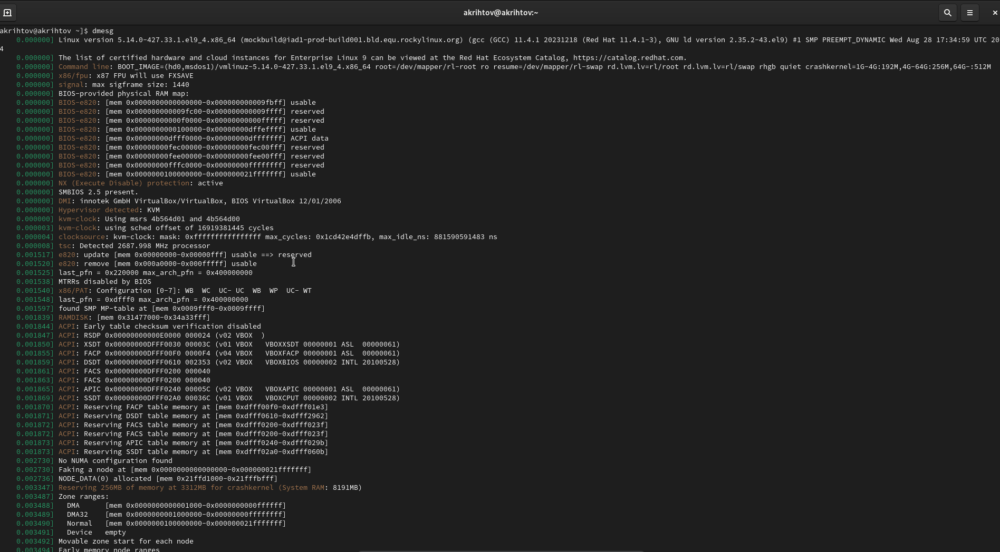 akrihtov@akrihtov:~
akrihtov@akrihtov ~]$ dmesg
0.000000] Linux version 5.14.0-427.33.1.el9_4.x86_64 (mockbuild@iad1-prod-build001.bld.equ.rockylinux.org) (gcc (GCC) 11.4.1 20231218 (Red Hat 11.4.1-3), GNU ld version 2.35.2-43.el9) #1 SMP PREEMPT_DYNAMIC Wed Aug 28 17:34:59 UTC 20
4
0.000000] The list of certified hardware and cloud instances for Enterprise Linux 9 can be viewed at the Red Hat Ecosystem Catalog, https://catalog.redhat.com.
0.000000] Command line: BOOT_IMAGE=(hd0,msdos1)/vmlinuz-5.14.0-427.33.1.el9_4.x86_64 root=/dev/mapper/rl-root ro resume=/dev/mapper/rl-swap rd.lvm.lv=rl/root rd.lvm.lv=rl/swap rhgb quiet crashkernel=1G-4G:192M,4G-64G:256M,64G-:512M
0.000000] x86/fpu: x87 FPU will use FXSAVE
0.000000] signal: max sigframe size: 1440
0.000000] BIOS-provided physical RAM map:
0.000000] BIOS-e820: [mem 0x0000000000000000-0x000000000009fbff] usable
0.000000] BIOS-e820: [mem 0x000000000009fc00-0x000000000009ffff] reserved
0.000000] BIOS-e820: [mem 0x00000000000f0000-0x00000000000fffff] reserved
0.000000] BIOS-e820: [mem 0x0000000000100000-0x00000000dffeffff] usable
0.000000] BIOS-e820: [mem 0x00000000dfff0000-0x00000000dfffffff] ACPI data
0.000000] BIOS-e820: [mem 0x00000000fec00000-0x00000000fec00fff] reserved
0.000000] BIOS-e820: [mem 0x00000000fee00000-0x00000000fee00fff] reserved
0.000000] BIOS-e820: [mem 0x00000000fffc0000-0x00000000ffffffff] reserved
0.000000] BIOS-e820: [mem 0x0000000100000000-0x000000021fffffff] usable
0.000000] NX (Execute Disable) protection: active
0.000000] SMBIOS 2.5 present.
0.000000] DMI: innotek GmbH VirtualBox/VirtualBox, BIOS VirtualBox 12/01/2006
0.000000] Hypervisor detected: KVM
0.000000] kvm-clock: Using msrs 4b564d01 and 4b564d00
0.000003] kvm-clock: using sched offset of 16919381445 cycles
0.000004] clocksource: kvm-clock: mask: 0xffffffffffffffff max_cycles: 0x1cd42e4dffb, max_idle_ns: 881590591483 ns
0.000008] tsc: Detected 2687.998 MHz processor
0.001517] e820: update [mem 0x00000000-0x00000fff] usable ==> reserved
0.001520] e820: remove [mem 0x000a0000-0x000fffff] usable
0.001525] last_pfn = 0x220000 max_arch_pfn = 0x400000000
0.001538] MTRRs disabled by BIOS
0.001540] x86/PAT: Configuration [0-7]: WB  WC  UC- UC  WB  WP  UC- WT
0.001548] last_pfn = 0xdfff0 max_arch_pfn = 0x400000000
0.001597] found SMP MP-table at [mem 0x0009fff0-0x0009ffff]
0.001839] RAMDISK: [mem 0x31477000-0x34a33fff]
0.001844] ACPI: Early table checksum verification disabled
0.001847] ACPI: RSDP 0x00000000000E0000 000024 (v02 VBOX  )
0.001850] ACPI: XSDT 0x00000000DFFF0030 00003C (v01 VBOX   VBOXXSDT 00000001 ASL  00000061)
0.001855] ACPI: FACP 0x00000000DFFF00F0 0000F4 (v04 VBOX   VBOXFACP 00000001 ASL  00000061)
0.001859] ACPI: DSDT 0x00000000DFFF0610 002353 (v02 VBOX   VBOXBIOS 00000002 INTL 20100528)
0.001861] ACPI: FACS 0x00000000DFFF0200 000040
0.001863] ACPI: FACS 0x00000000DFFF0200 000040
0.001865] ACPI: APIC 0x00000000DFFF0240 00005C (v02 VBOX   VBOXAPIC 00000001 ASL  00000061)
0.001869] ACPI: SSDT 0x00000000DFFF02A0 00036C (v01 VBOX   VBOXCPUT 00000002 INTL 20100528)
0.001870] ACPI: Reserving FACP table memory at [mem 0xdfff00f0-0xdfff01e3]
0.001871] ACPI: Reserving DSDT table memory at [mem 0xdfff0610-0xdfff2962]
0.001872] ACPI: Reserving FACS table memory at [mem 0xdfff0200-0xdfff023f]
0.001872] ACPI: Reserving FACS table memory at [mem 0xdfff0200-0xdfff023f]
0.001873] ACPI: Reserving APIC table memory at [mem 0xdfff0240-0xdfff029b]
0.001873] ACPI: Reserving SSDT table memory at [mem 0xdfff02a0-0xdfff060b]
0.002730] No NUMA configuration found
0.002730] Faking a node at [mem 0x0000000000000000-0x000000021fffffff]
0.002736] NODE_DATA(0) allocated [mem 0x21ffd1000-0x21fffbfff]
0.003347] Reserving 256MB of memory at 3312MB for crashkernel (System RAM: 8191MB)
0.003487] Zone ranges:
0.003488]   DMA      [mem 0x0000000000001000-0x0000000000ffffff]
0.003489]   DMA32    [mem 0x0000000001000000-0x00000000ffffffff]
0.003490]   Normal   [mem 0x0000000100000000-0x000000021fffffff]
0.003491]   Device   empty
0.003492] Movable zone start for each node
0.003494] Early memory node ranges